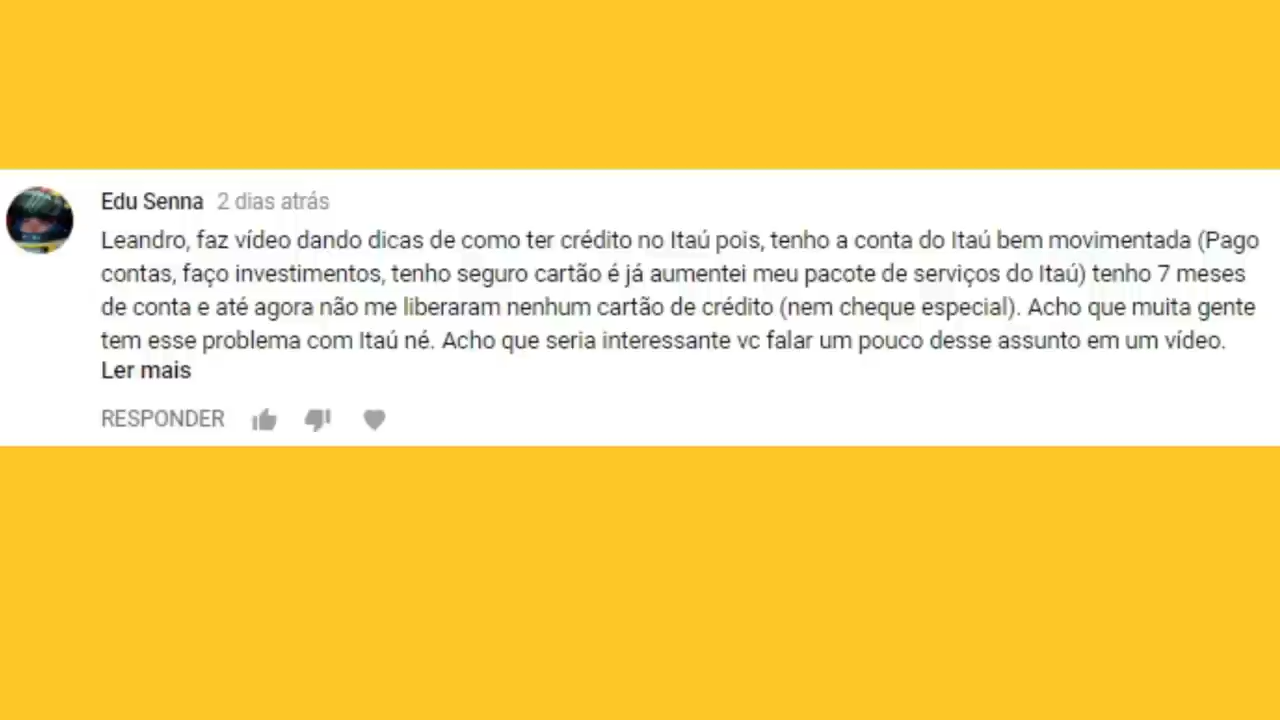 Edu Senna 2 dias atrás
Leandro, faz vídeo dando dicas de como ter crédito no Itaú pois, tenho a conta do Itaú bem movimentada (Pago
contas, faço investimentos, tenho seguro cartão é já aumentei meu pacote de serviços do Itaú) tenho 7 meses
de conta e até agora não me liberaram nenhum cartão de crédito (nem cheque especial). Acho que muita gente
tem esse problema com Itaú né. Acho que seria interessante vc falar um pouco desse assunto em um vídeo.
Ler mais
RESPONDER